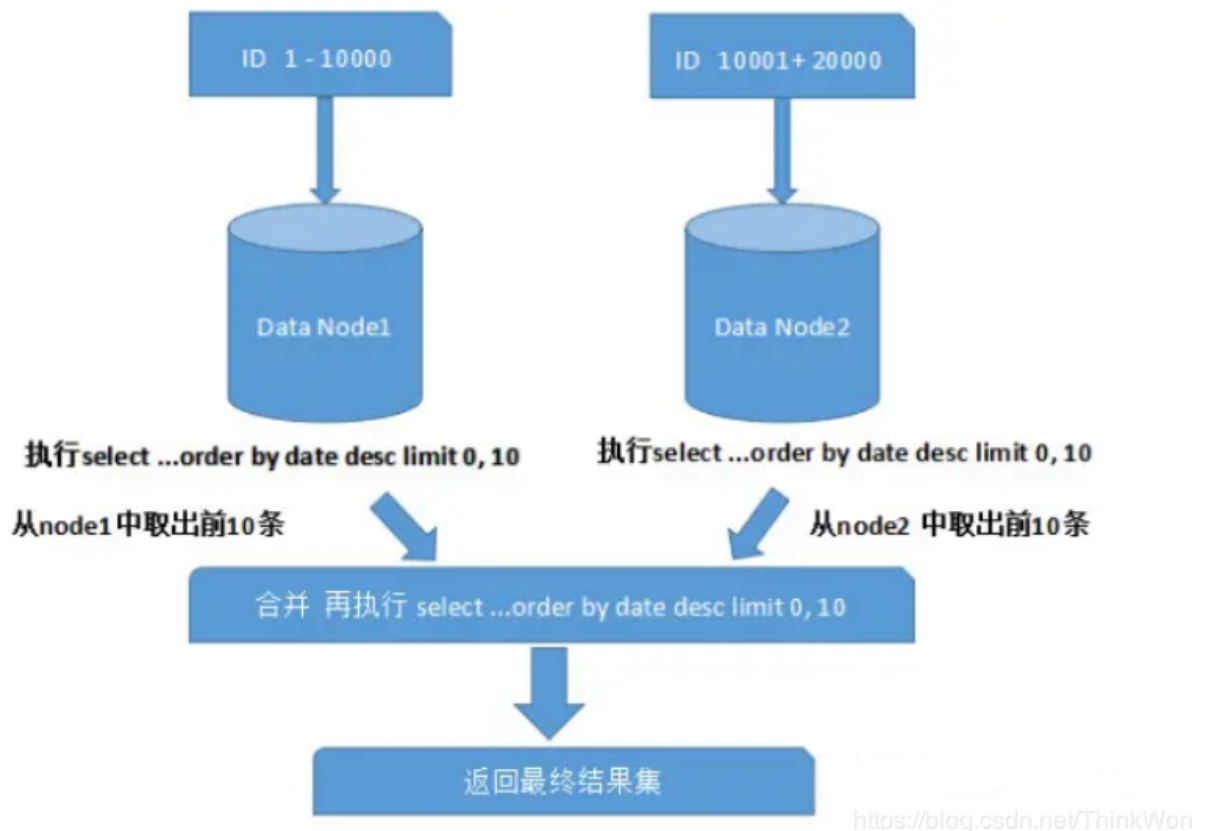 ID 1 - 10000
ID 10001+ 20000
Data Node1
Data Node2
执行select ...order by date desc limit 0, 10
执行select ...order by date desc limit 0, 10
从node1中取出前10条
从node2 中取出前10条
合并 再执行 select ...order by date desc limit 0, 10
返回最终结果集
https://blog.csdn.net/ThinkWon